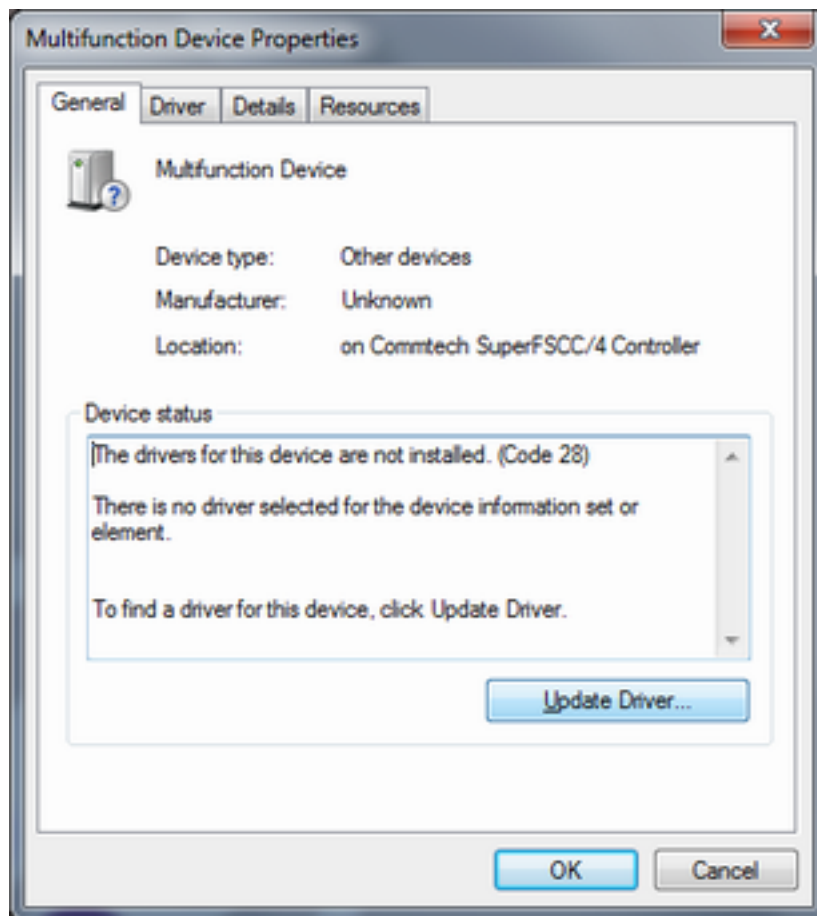 Multifunction Device Properties
General Driver Details Resources
Multifunction Device
Device type: Other devices
Manufacturer: Unknown
Location: on Commtech SuperFSCC/4 Controller
Device status
The drivers for this device are not installed. (Code 28)
There is no driver selected for the device information set or
element.
To find a driver for this device, click Update Driver.
Update Driver...
OK Cancel